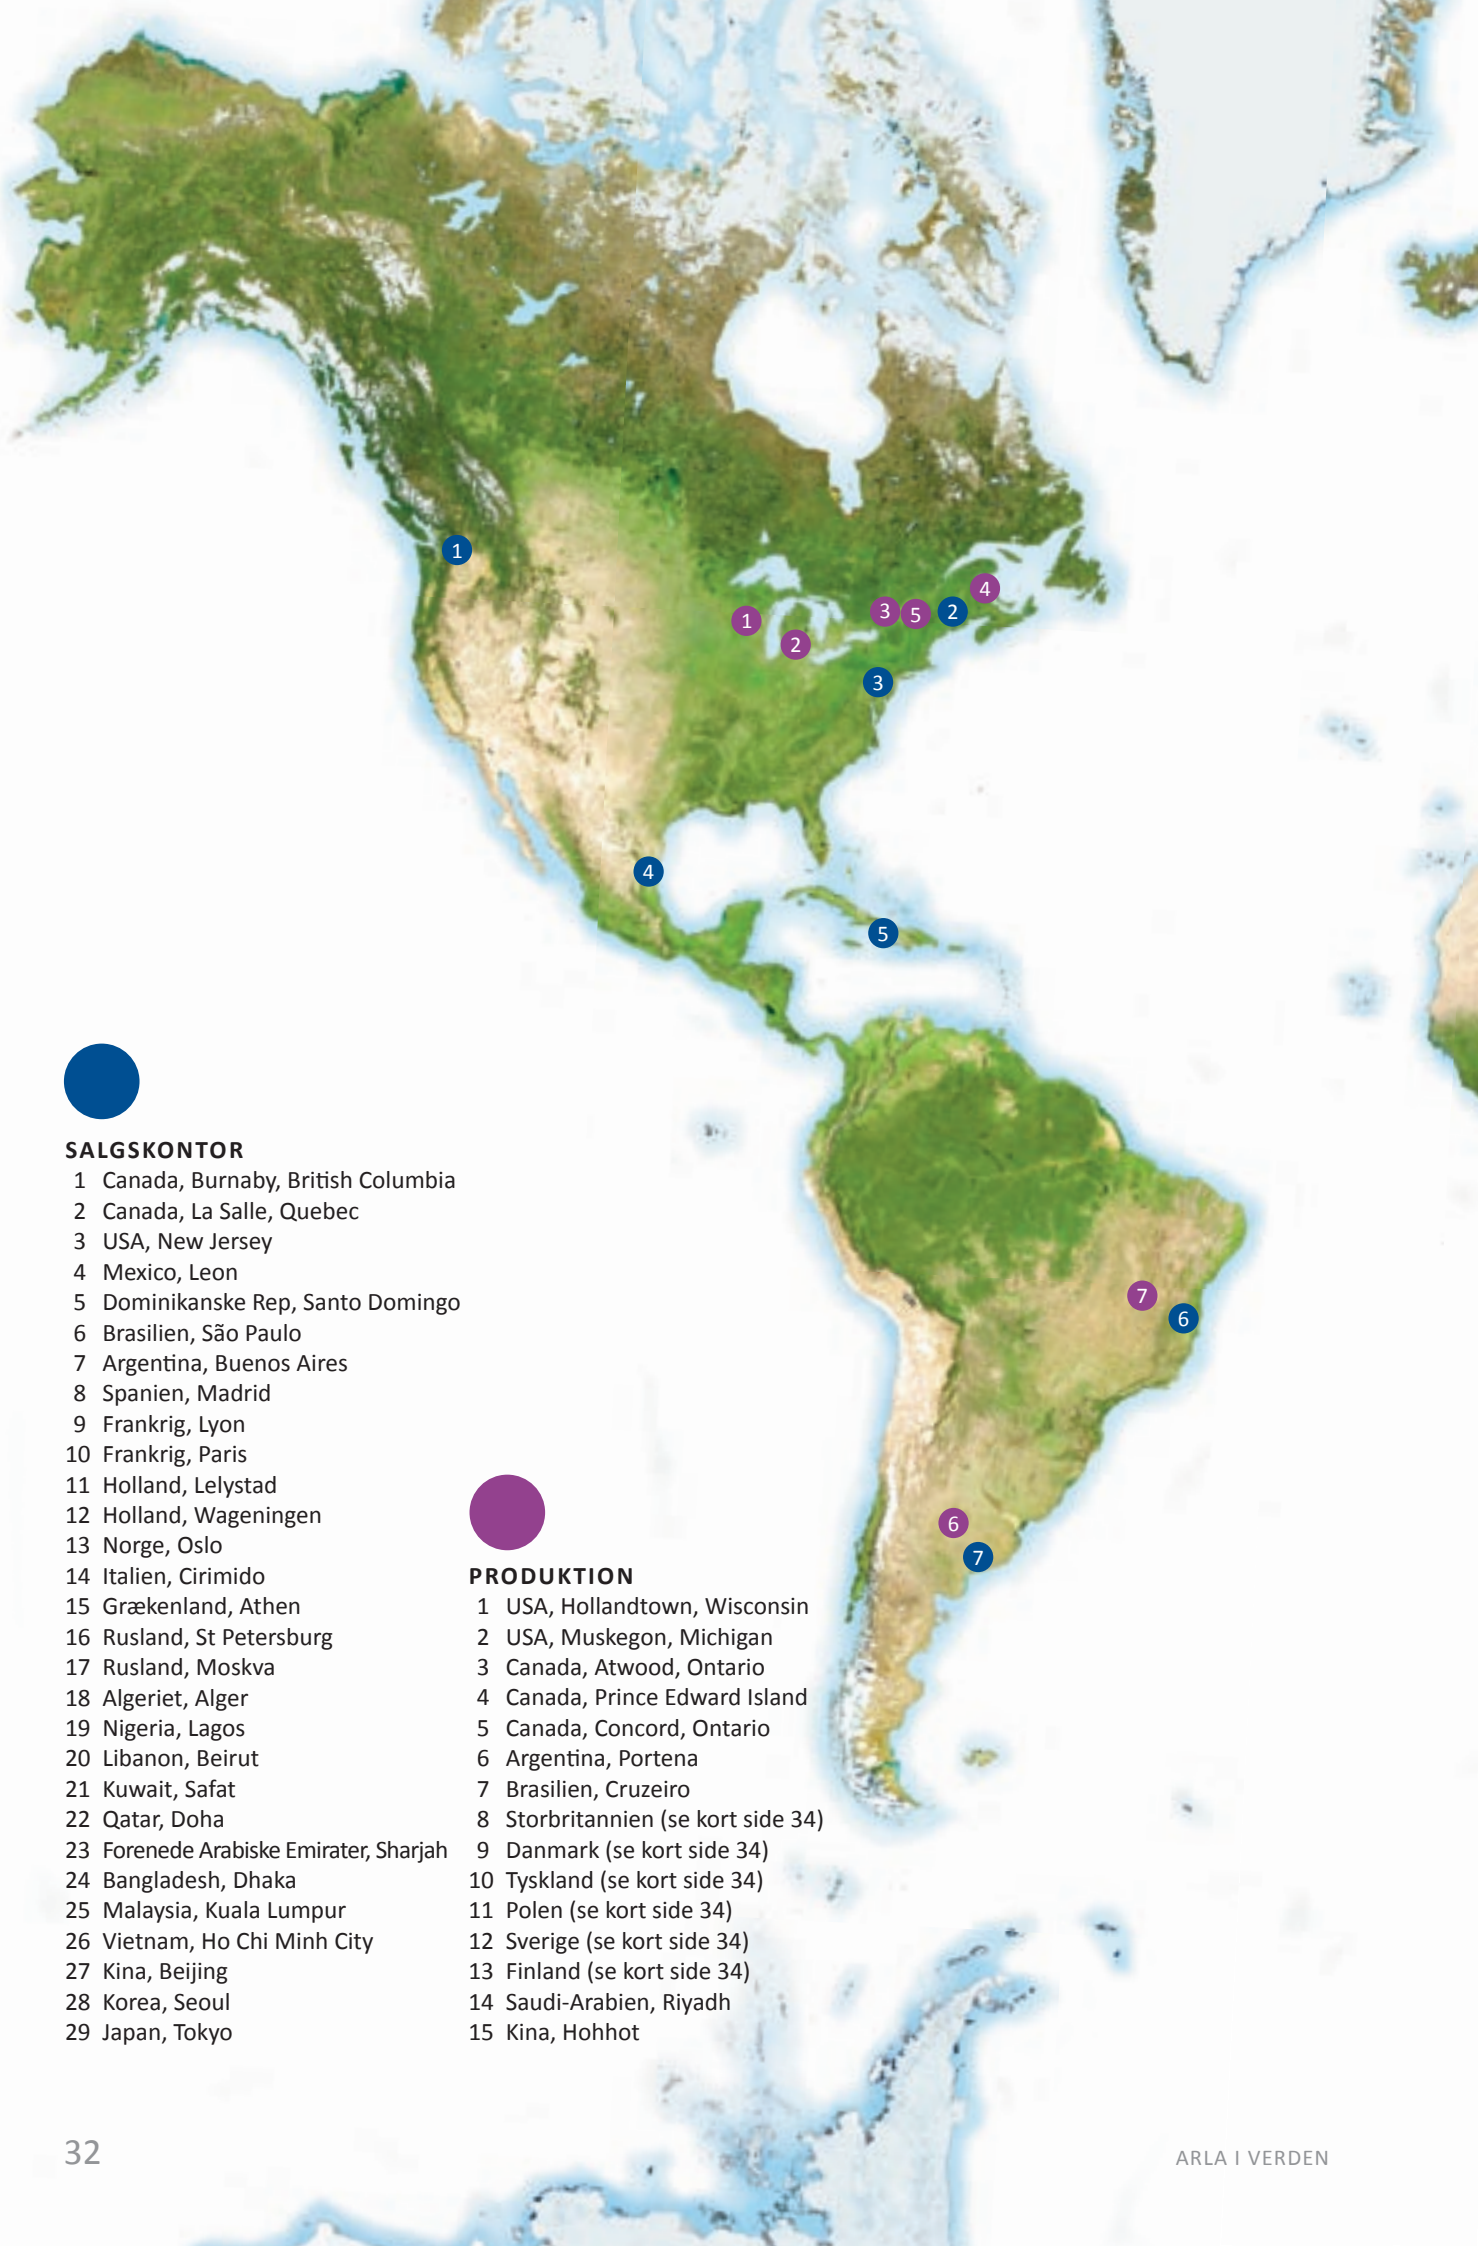 1
4
3
5
2
1
2
3
4
5
7
6
6
7
SALGSKONTOR
1 Canada, Burnaby, British Columbia
2 Canada, La Salle, Quebec
3 USA, New Jersey
4 Mexico, Leon
5 Dominikanske Rep, Santo Domingo
6 Brasilien, São Paulo
7 Argentina, Buenos Aires
8 Spanien, Madrid
9 Frankrig, Lyon
10 Frankrig, Paris
11 Holland, Lelystad
12 Holland, Wageningen
13 Norge, Oslo
14 Italien, Cirimido
15 Grækenland, Athen
16 Rusland, St Petersburg
17 Rusland, Moskva
18 Algeriet, Alger
19 Nigeria, Lagos
20 Libanon, Beirut
21 Kuwait, Safat
22 Qatar, Doha
23 Forenede Arabiske Emirater, Sharjah
24 Bangladesh, Dhaka
25 Malaysia, Kuala Lumpur
26 Vietnam, Ho Chi Minh City
27 Kina, Beijing
28 Korea, Seoul
29 Japan, Tokyo
PRODUKTION
1 USA, Hollandtown, Wisconsin
2 USA, Muskegon, Michigan
3 Canada, Atwood, Ontario
4 Canada, Prince Edward Island
5 Canada, Concord, Ontario
6 Argentina, Portena
7 Brasilien, Cruzeiro
8 Storbritannien (se kort side 34)
9 Danmark (se kort side 34)
10 Tyskland (se kort side 34)
11 Polen (se kort side 34)
12 Sverige (se kort side 34)
13 Finland (se kort side 34)
14 Saudi-Arabien, Riyadh
15 Kina, Hohhot
32
ARLA I VERDEN